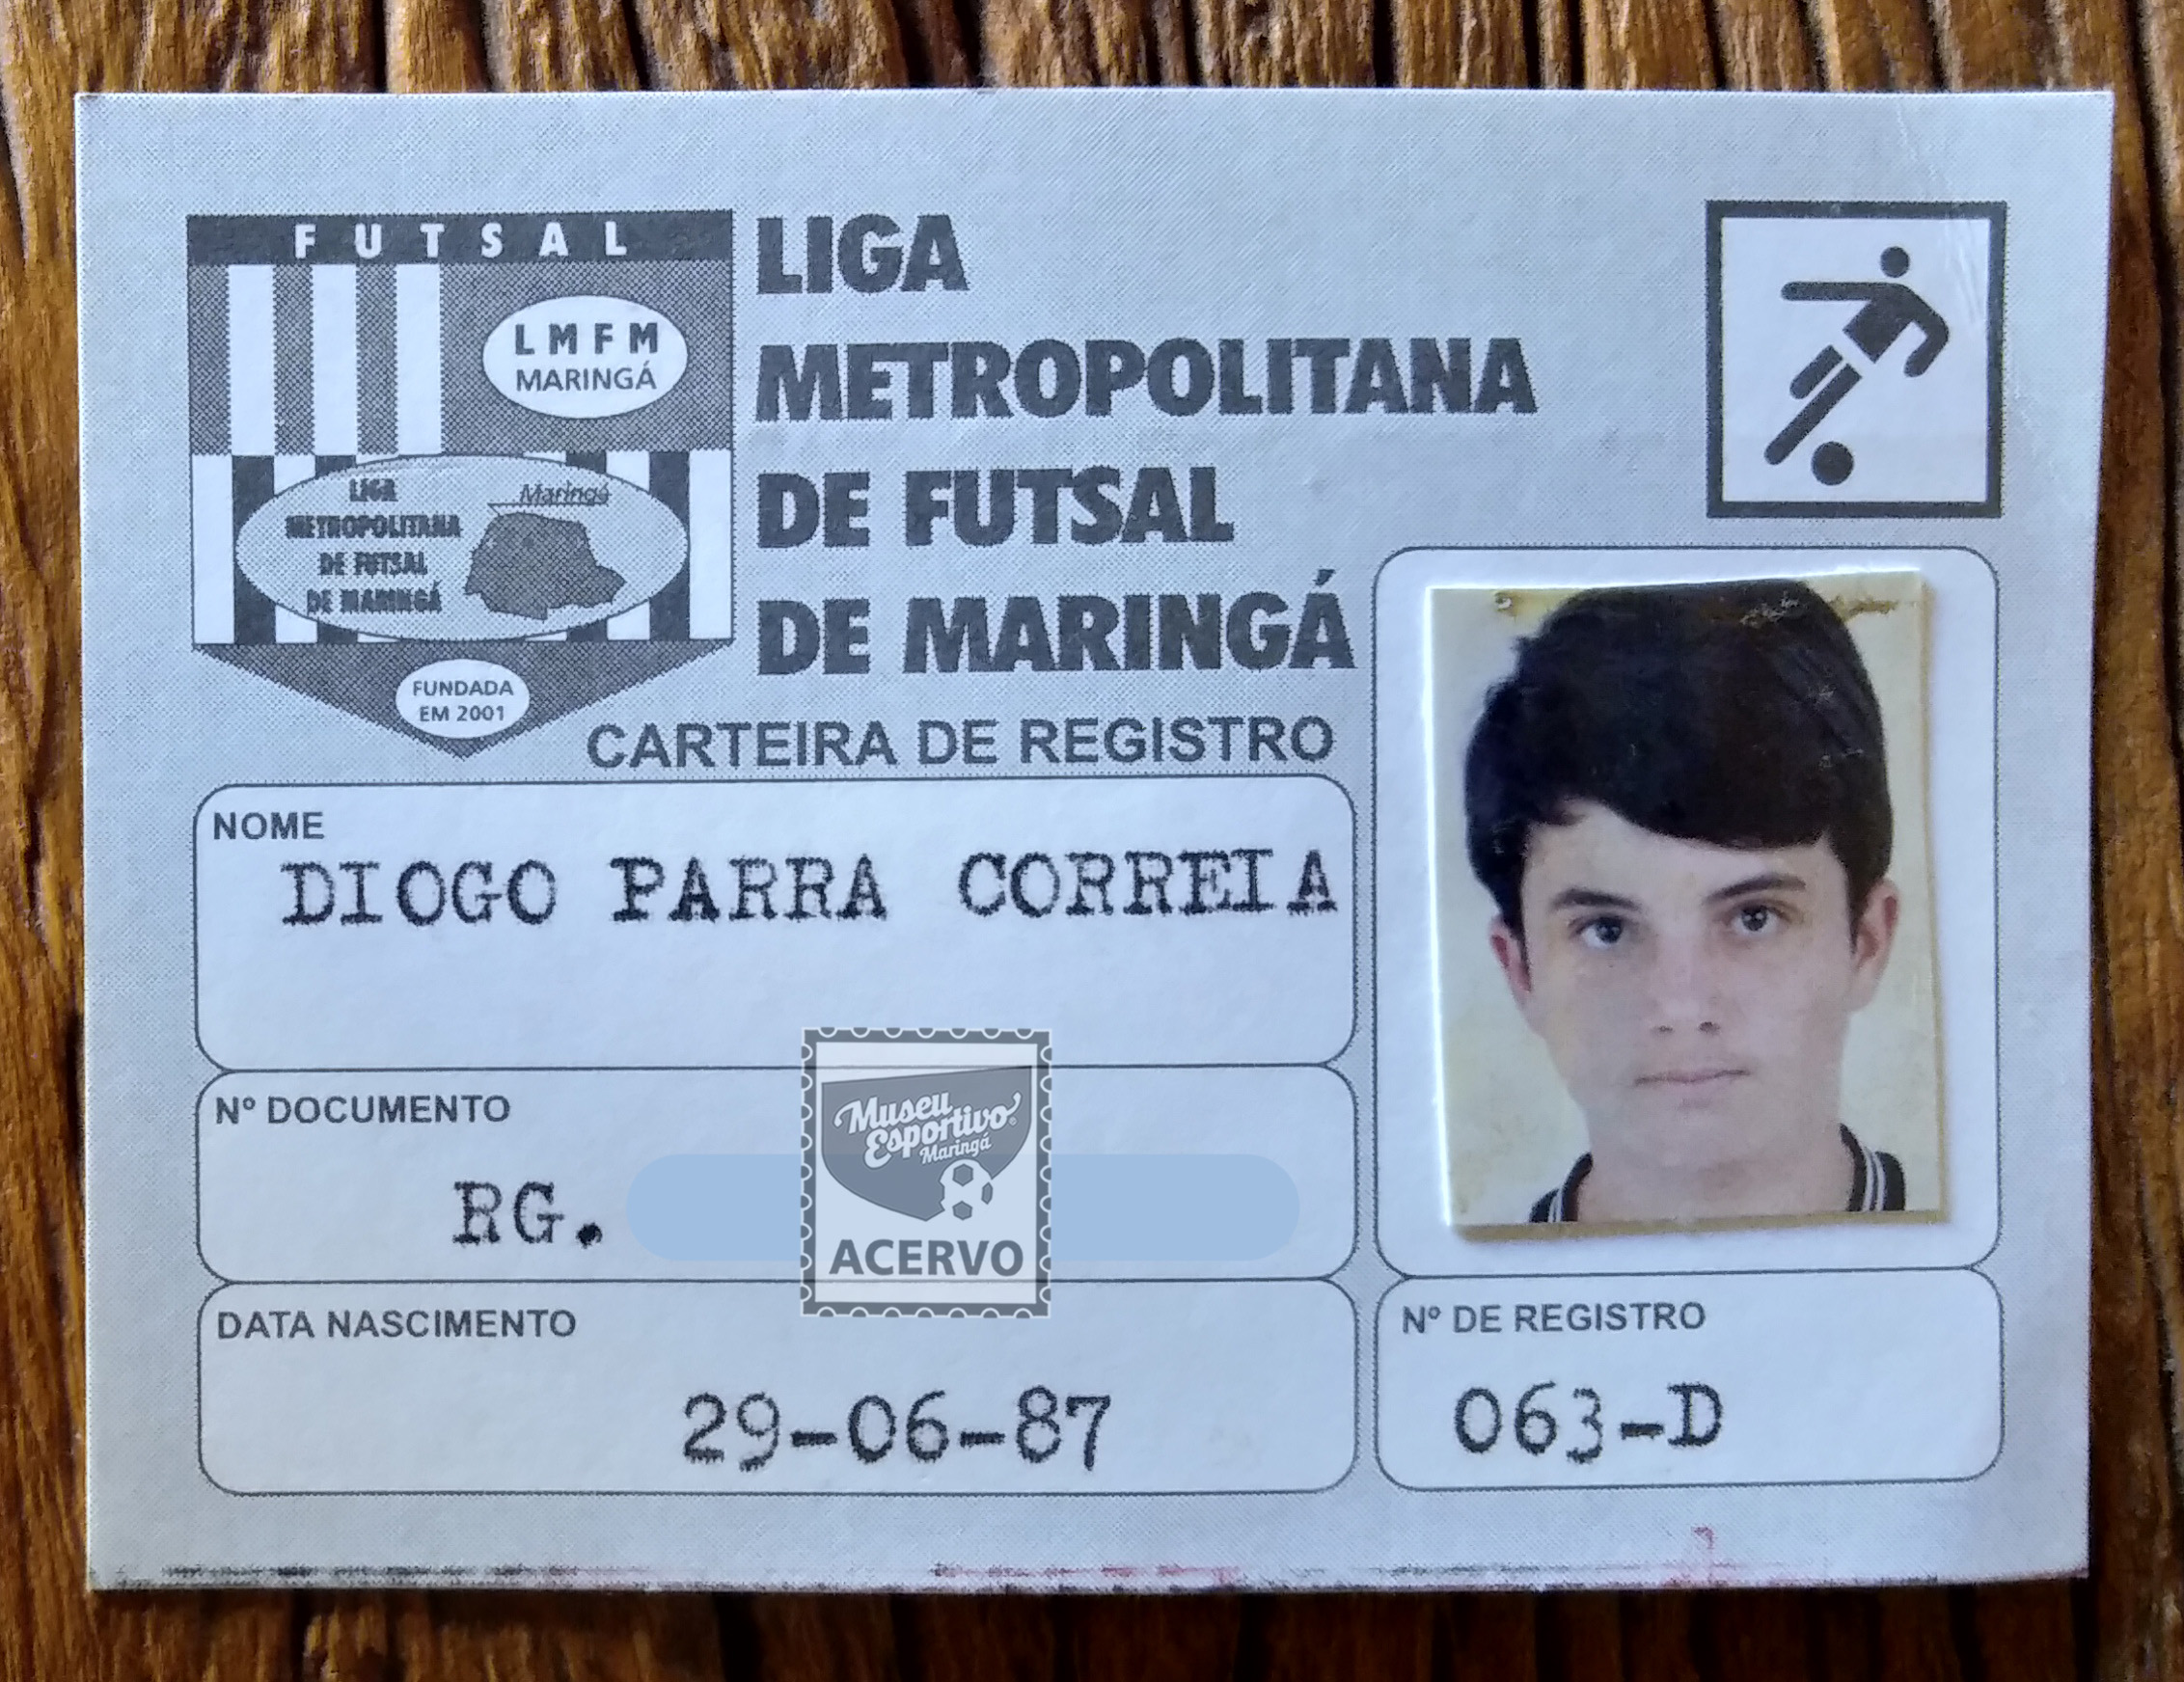 FUTSAL
LMFM
MARINGÁ
LIGA
METROPOLITANA
DE FUTSAL
DE MARINGÁ
Maringá
FUNDADA
EM 2001
LIGA
METROPOLITANA
DE FUTSAL
DE MARINGÁ
CARTEIRA DE REGISTRO
NOME
DIOGO PARRA CORREIA
Nº DOCUMENTO
RG.
Museu
Esportivo
Maringá
ACERVO
DATA NASCIMENTO
29-06-87
Nº DE REGISTRO
063-D